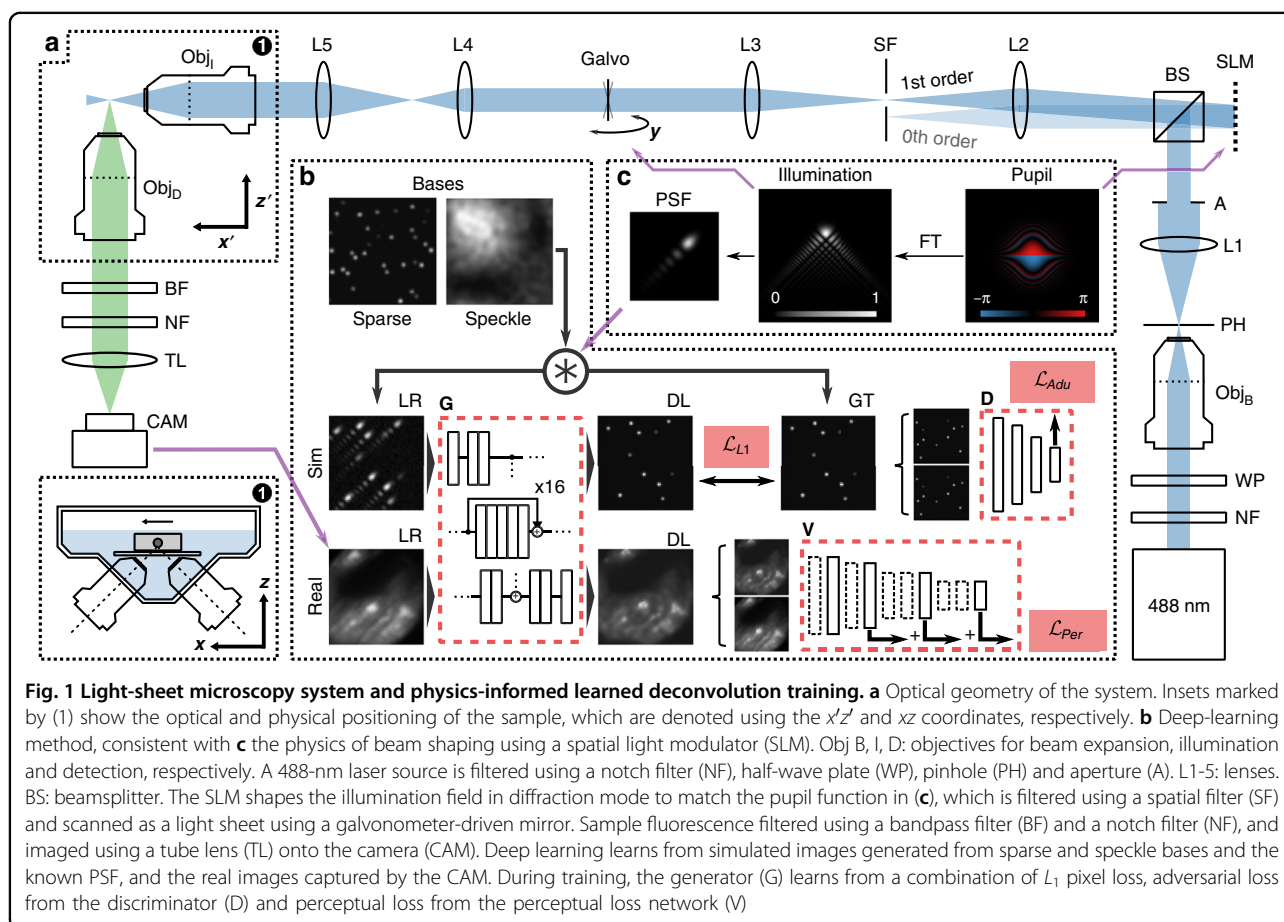 a
1
Obj_I
L5
L4
Galvo
L3
SF
L2
BS
SLM
1st order
0th order
y
Obj_D
z′
x′
b
Bases
Sparse
Speckle
c
PSF
Illumination
Pupil
FT
0
1
−π
π
A
L1
PH
Obj_B
WP
NF
488 nm
BF
NF
TL
CAM
1
z
x
*
LR
G
DL
GT
D
ℒ_Adu
ℒ_L1
Sim
x16
+
LR
DL
V
Real
+
+
+
ℒ_Per
Fig. 1 Light-sheet microscopy system and physics-informed learned deconvolution training. a Optical geometry of the system. Insets marked
by (1) show the optical and physical positioning of the sample, which are denoted using the x′z′ and xz coordinates, respectively. b Deep-learning
method, consistent with c the physics of beam shaping using a spatial light modulator (SLM). Obj B, I, D: objectives for beam expansion, illumination
and detection, respectively. A 488-nm laser source is filtered using a notch filter (NF), half-wave plate (WP), pinhole (PH) and aperture (A). L1-5: lenses.
BS: beamsplitter. The SLM shapes the illumination field in diffraction mode to match the pupil function in (c), which is filtered using a spatial filter (SF)
and scanned as a light sheet using a galvonometer-driven mirror. Sample fluorescence filtered using a bandpass filter (BF) and a notch filter (NF), and
imaged using a tube lens (TL) onto the camera (CAM). Deep learning learns from simulated images generated from sparse and speckle bases and the
known PSF, and the real images captured by the CAM. During training, the generator (G) learns from a combination of L₁ pixel loss, adversarial loss
from the discriminator (D) and perceptual loss from the perceptual loss network (V)